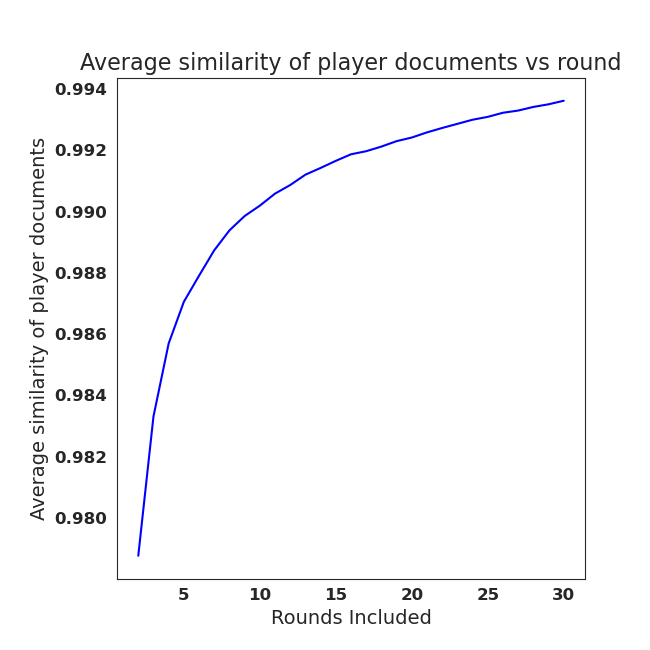 Average similarity of player documents vs round
Average similarity of player documents
0.994
0.992
0.990
0.988
0.986
0.984
0.982
0.980
5 10 15 20 25 30
Rounds Included